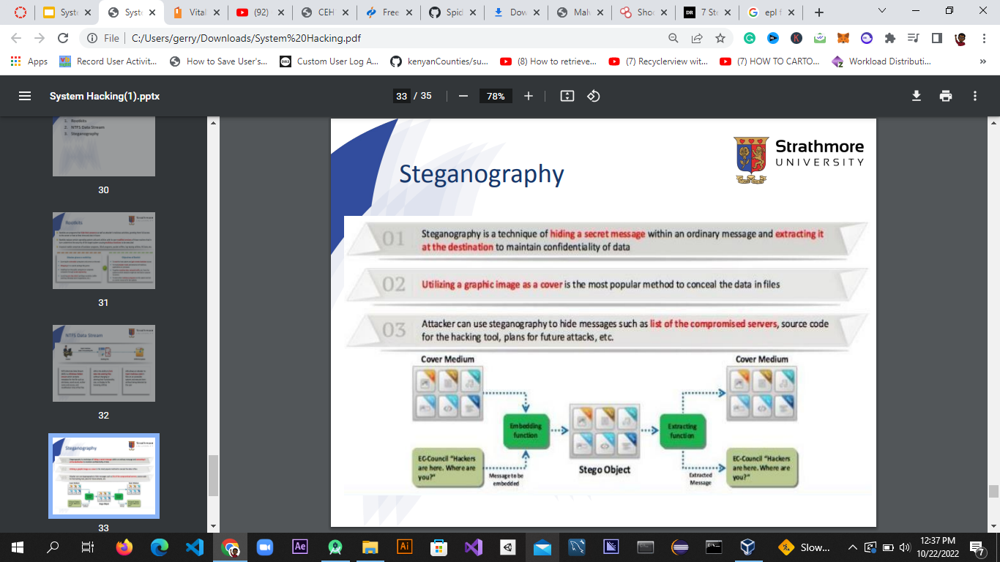 Syste
Syste
Vital
(92)
CEH
Free
Spid
Dow
Malv
Shoc
7 Ste
epl f
File
C:/Users/gerry/Downloads/System%20Hacking.pdf
Apps
Record User Activit...
How to Save User's...
Custom User Log A...
kenyanCounties/su...
(8) How to retrieve...
(7) Recyclerview wit...
(7) HOW TO CARTO...
Workload Distributi...
»
System Hacking(1).pptx
33 / 35
78%
1. Rootkits
2. NTFS Data Stream
3. Steganography
30
Rootkits
31
NTFS Data Stream
32
Steganography
33
Strathmore
UNIVERSITY
Steganography
01
Steganography is a technique of hiding a secret message within an ordinary message and extracting it
at the destination to maintain confidentiality of data
02
Utilizing a graphic image as a cover is the most popular method to conceal the data in files
03
Attacker can use steganography to hide messages such as list of the compromised servers, source code
for the hacking tool, plans for future attacks, etc.
Cover Medium
Cover Medium
Embedding
function
Extracting
function
Stego Object
EC-Council "Hackers
are here. Where are
you?"
Message to be
embedded
Extracted
Message
EC-Council "Hackers
are here. Where are
you?"
Slow...
12:37 PM
10/22/2022
7